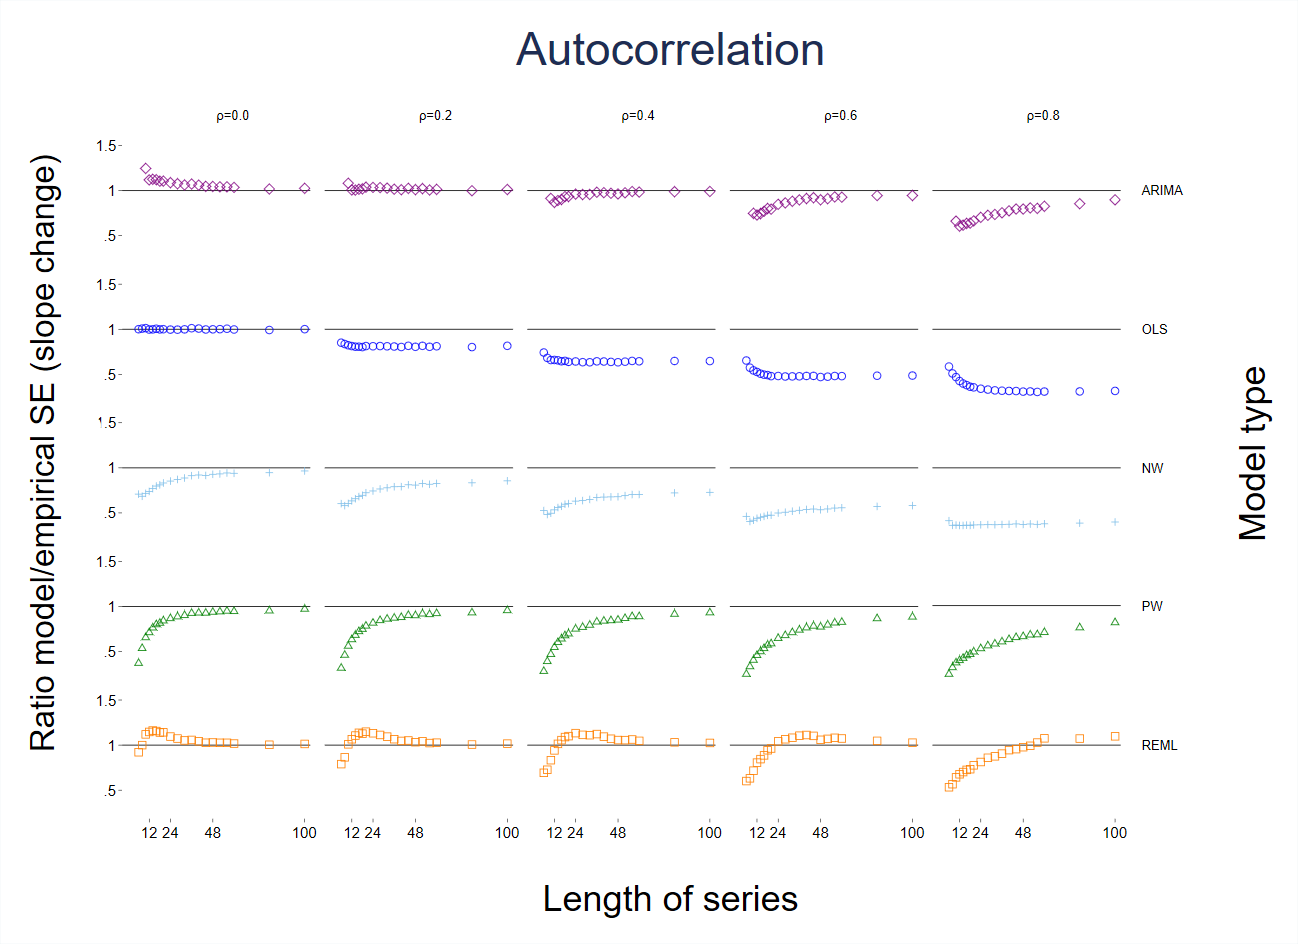 Autocorrelation
ρ=0.0 ρ=0.2 ρ=0.4 ρ=0.6 ρ=0.8
Ratio model/empirical SE (slope change)
1.5
1 ARIMA
.5
1.5
1 OLS
.5
1.5
1 NW
.5
1.5
1 PW
.5
1.5
1 REML
.5
Model type
12 24 48 100 12 24 48 100 12 24 48 100 12 24 48 100 12 24 48 100
Length of series